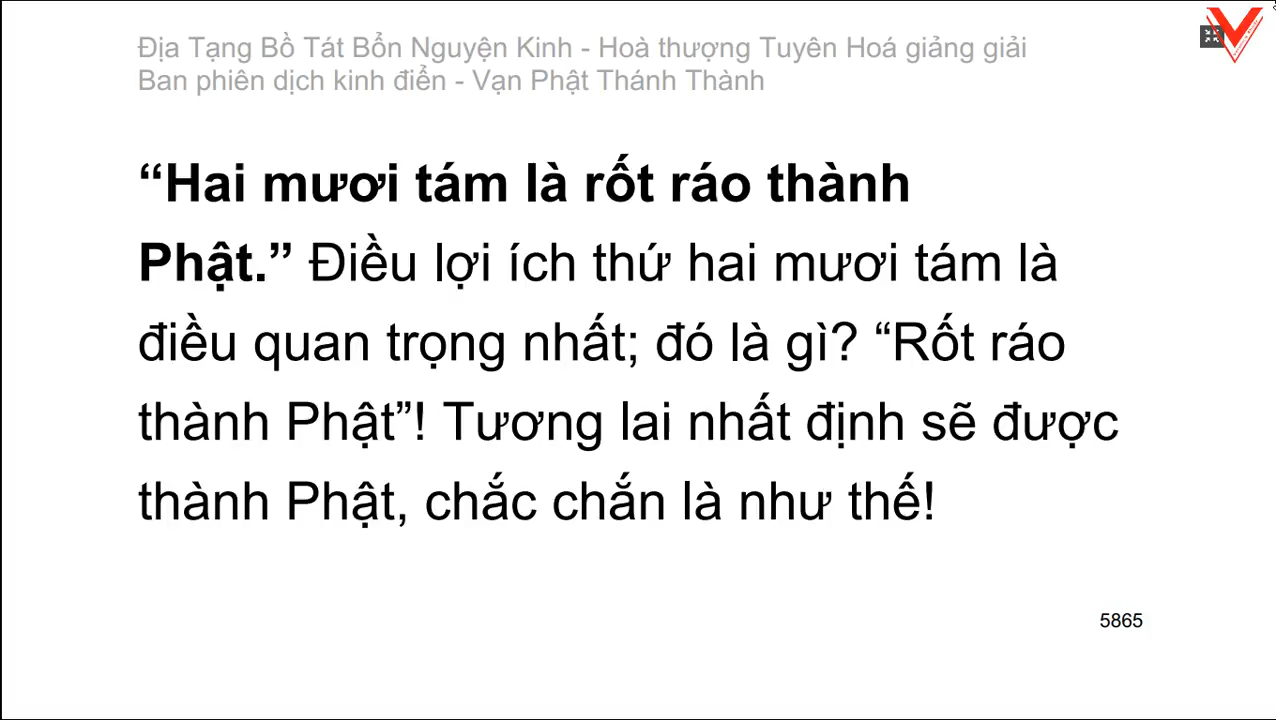 Địa Tạng Bồ Tát Bổn Nguyện Kinh - Hoà thượng Tuyên Hoá giảng giải
Ban phiên dịch kinh điển - Vạn Phật Thánh Thành
“Hai mươi tám là rốt ráo thành
Phật.” Điều lợi ích thứ hai mươi tám là
điều quan trọng nhất; đó là gì? “Rốt ráo
thành Phật”! Tương lai nhất định sẽ được
thành Phật, chắc chắn là như thế!
5865